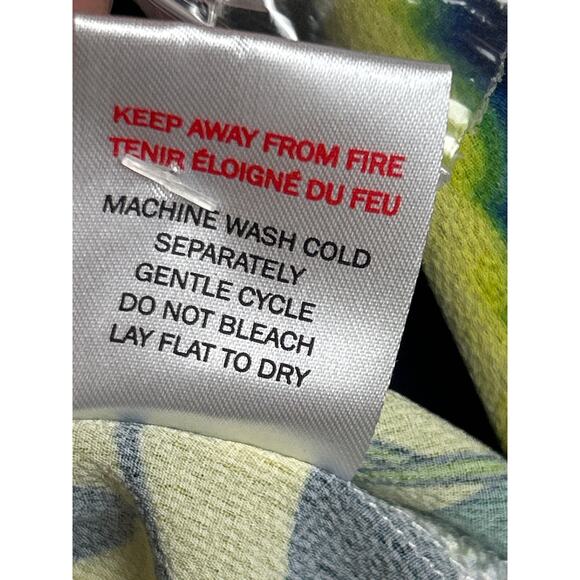 KEEP AWAY FROM FIRE
TENIR ÉLOIGNÉ DU FEU
MACHINE WASH COLD
SEPARATELY
GENTLE CYCLE
DO NOT BLEACH
LAY FLAT TO DRY